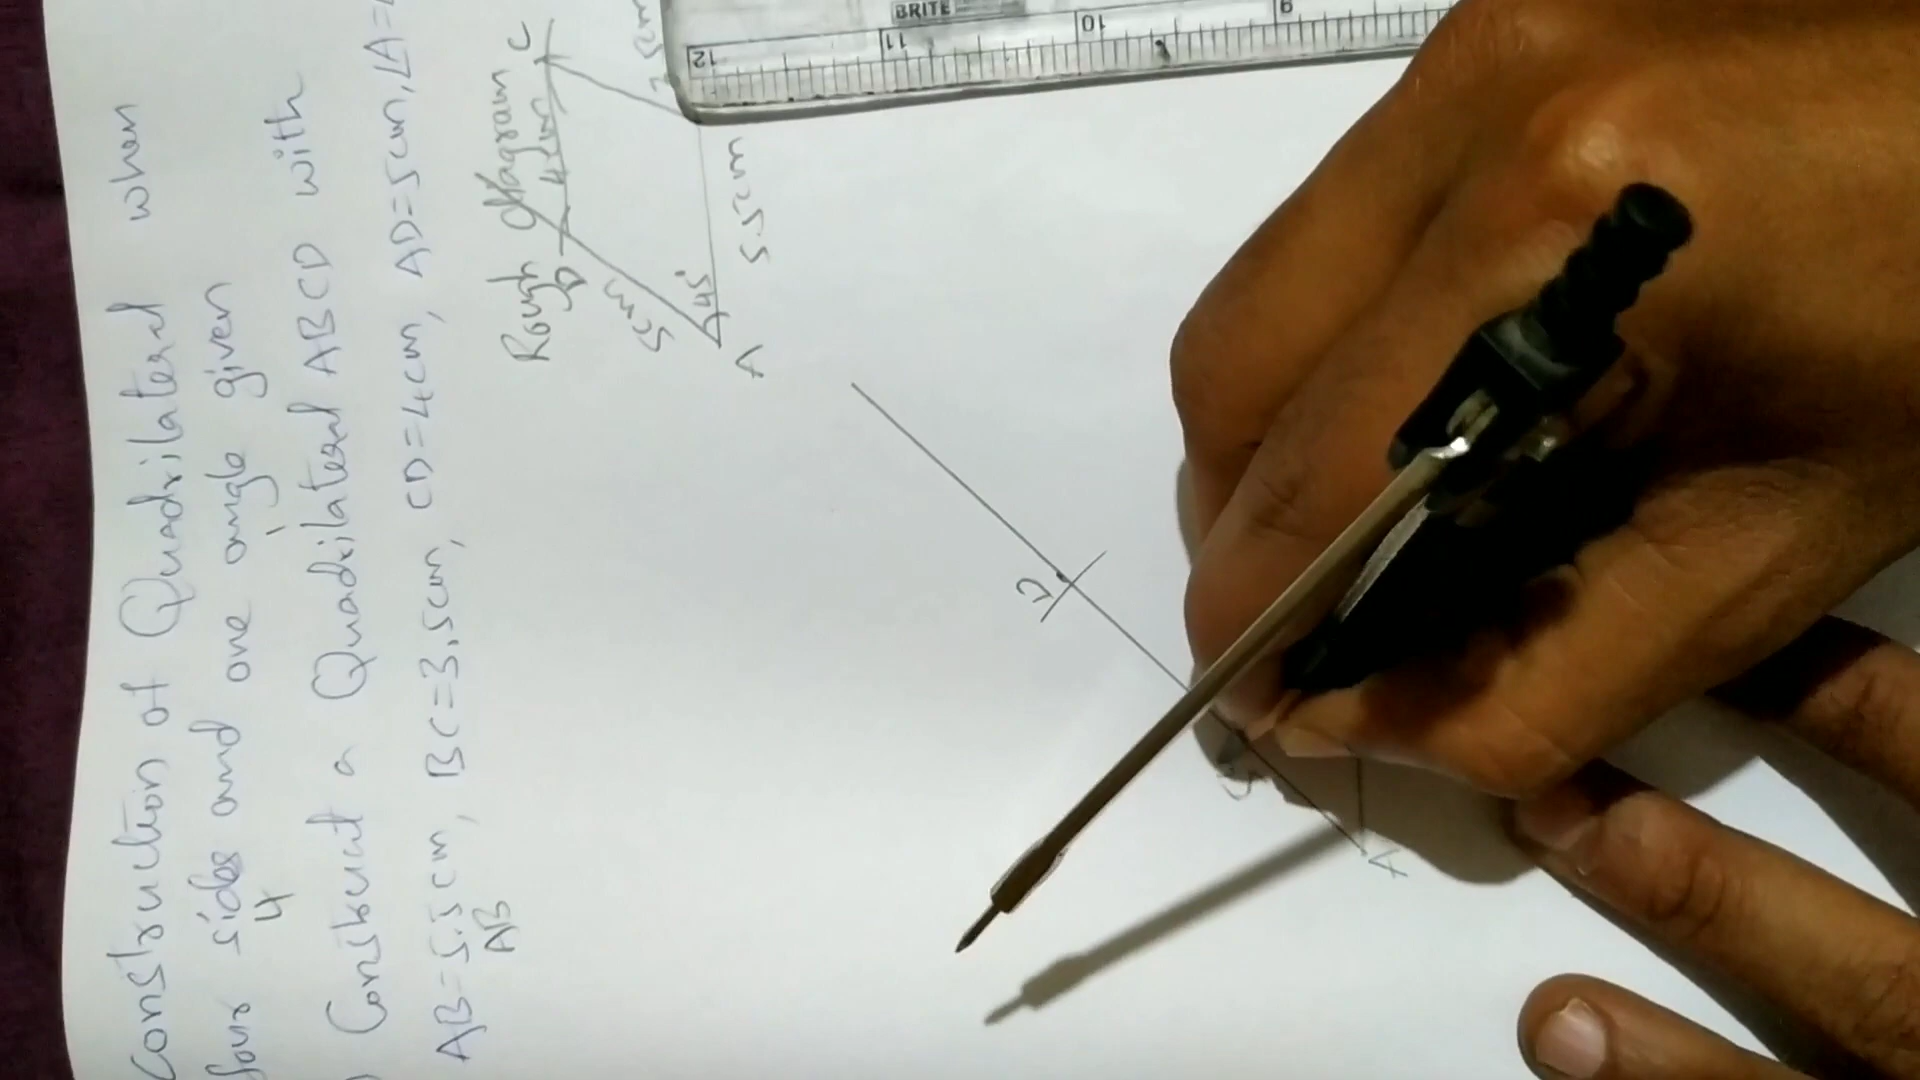 Construction of Quadrilateral when
four sides and one angle given
4
Construct a Quadrilateral ABCD with
AB=5.5cm, BC=3.5cm, CD=4cm, AD=5cm, ∠A=
AB
Rough diagram
D
4cm
C
5cm
45°
A
5.5cm
D
A
BRITE
12
11
10
9